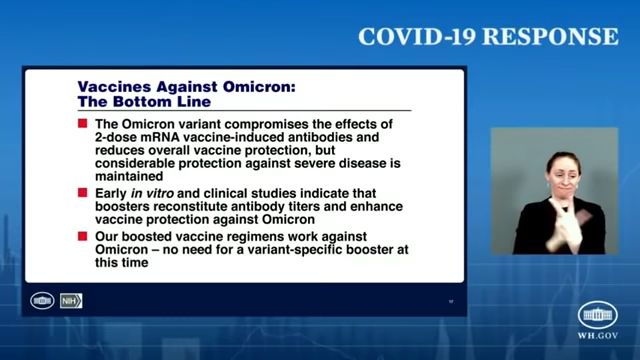 COVID-19 RESPONSE
Vaccines Against Omicron:
The Bottom Line
The Omicron variant compromises the effects of
2-dose mRNA vaccine-induced antibodies and
reduces overall vaccine protection, but
considerable protection against severe disease is
maintained
Early in vitro and clinical studies indicate that
boosters reconstitute antibody titers and enhance
vaccine protection against Omicron
Our boosted vaccine regimens work against
Omicron – no need for a variant-specific booster at
this time
NIH
17
WH.GOV